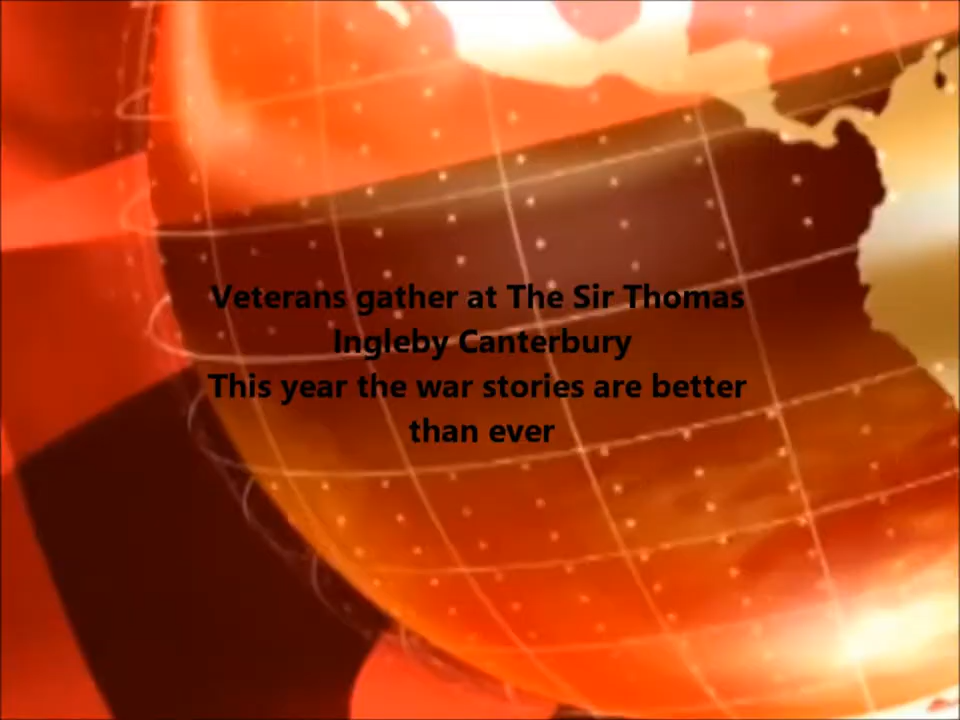 Veterans gather at The Sir Thomas
Ingleby Canterbury
This year the war stories are better
than ever